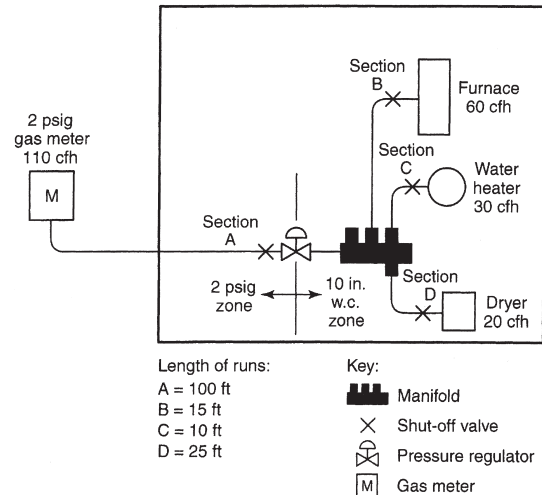 Section
B
Furnace
60 cfh
2 psig
gas meter
110 cfh
M
Section
C
Water
heater
30 cfh
Section
A
2 psig
zone
10 in.
w.c.
zone
Section
D
Dryer
20 cfh
Length of runs:
A = 100 ft
B = 15 ft
C = 10 ft
D = 25 ft
Key:
Manifold
Shut-off valve
Pressure regulator
M
Gas meter